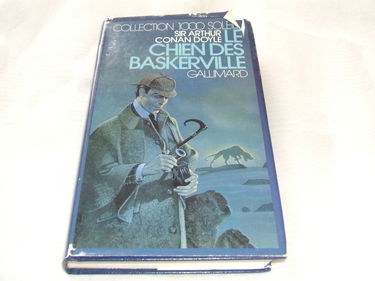 COLLECTION 1000 SOLEILS
SIR ARTHUR
CONAN DOYLE
LE
CHIEN DES
BASKERVILLE
GALLIMARD